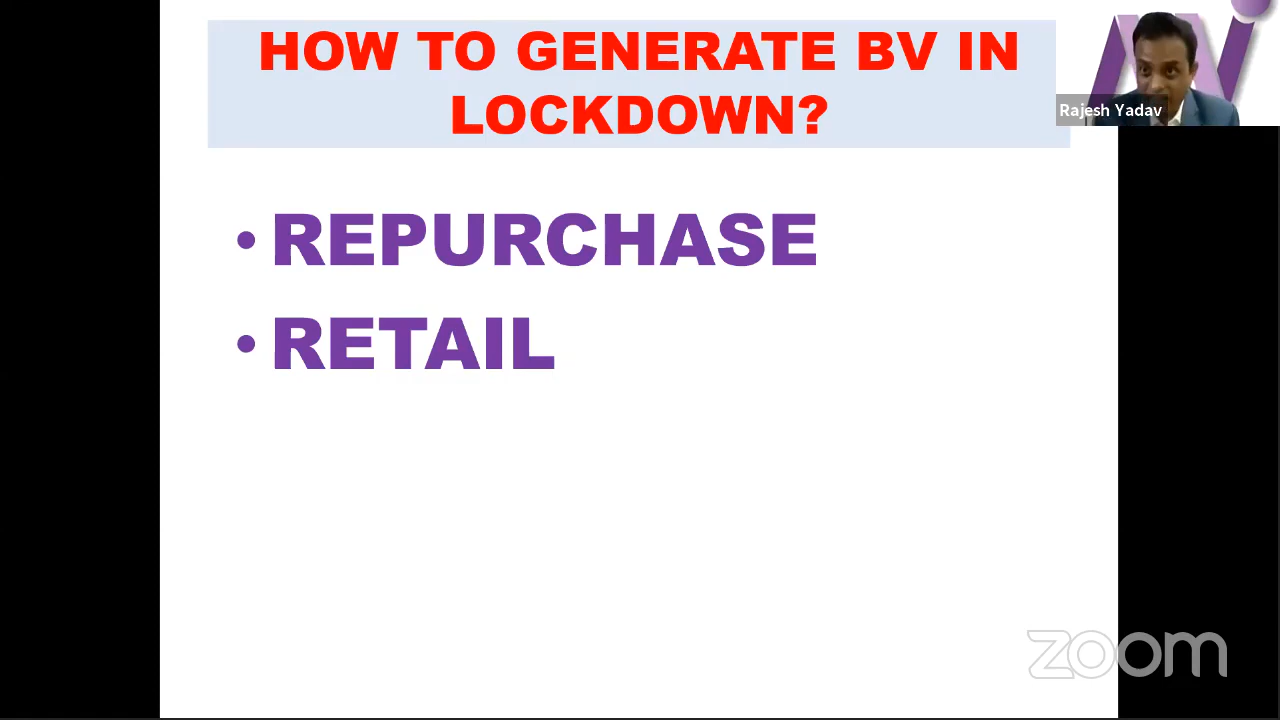 HOW TO GENERATE BV IN
LOCKDOWN?
Rajesh Yadav
• REPURCHASE
• RETAIL
zoom